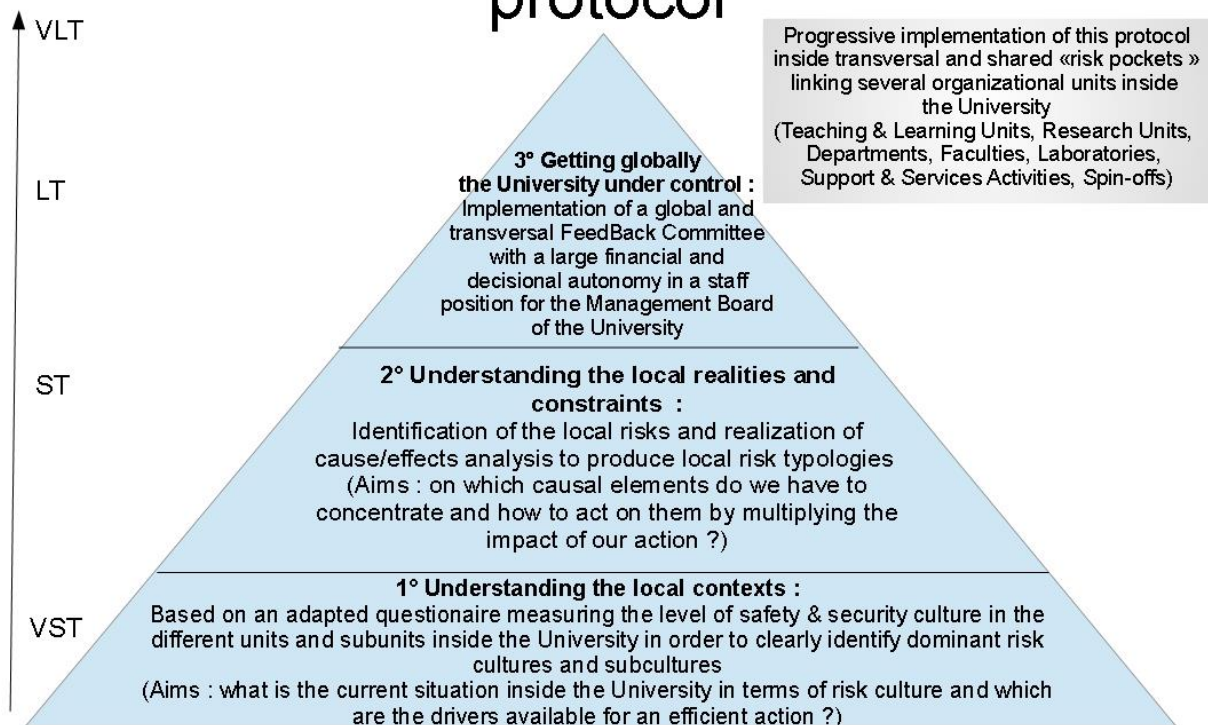 protocol
VLT
Progressive implementation of this protocol
inside transversal and shared «risk pockets »
linking several organizational units inside
the University
(Teaching & Learning Units, Research Units,
Departments, Faculties, Laboratories,
Support & Services Activities, Spin-offs)
LT
3° Getting globally
the University under control :
Implementation of a global and
transversal FeedBack Committee
with a large financial and
decisional autonomy in a staff
position for the Management Board
of the University
ST
2° Understanding the local realities and
constraints :
Identification of the local risks and realization of
cause/effects analysis to produce local risk typologies
(Aims : on which causal elements do we have to
concentrate and how to act on them by multiplying the
impact of our action ?)
VST
1° Understanding the local contexts :
Based on an adapted questionaire measuring the level of safety & security culture in the
different units and subunits inside the University in order to clearly identify dominant risk
cultures and subcultures
(Aims : what is the current situation inside the University in terms of risk culture and which
are the drivers available for an efficient action ?)